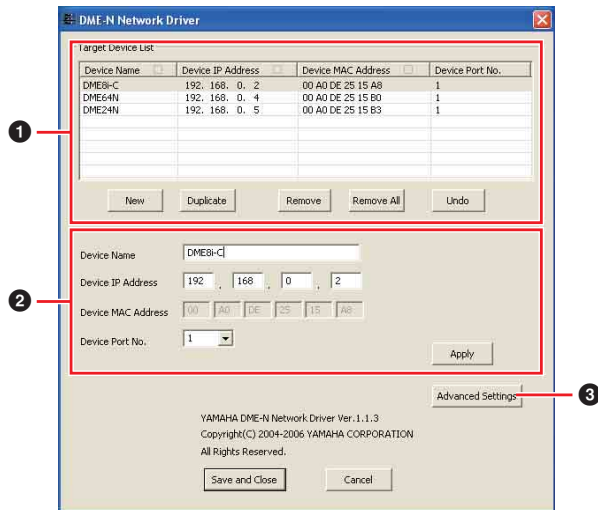 DME-N Network Driver
Target Device List
Device Name Device IP Address Device MAC Address Device Port No.
DME8i-C 192. 168. 0. 2 00 A0 DE 25 15 A8 1
DME64N 192. 168. 0. 4 00 A0 DE 25 15 B0 1
DME24N 192. 168. 0. 5 00 A0 DE 25 15 B3 1
1
New Duplicate Remove Remove All Undo
Device Name DME8i-C
Device IP Address 192 . 168 . 0 . 2
2
Device MAC Address 00 A0 DE 25 15 A8
Device Port No. 1
Apply
Advanced Settings 3
YAMAHA DME-N Network Driver Ver.1.1.3
Copyright(C) 2004-2006 YAMAHA CORPORATION
All Rights Reserved.
Save and Close Cancel